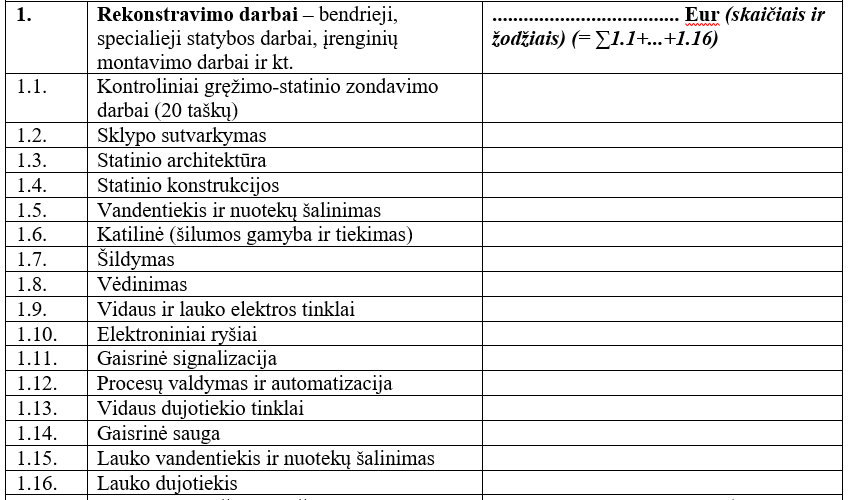 1. Rekonstravimo darbai – bendrieji, specialieji statybos darbai, įrenginių montavimo darbai ir kt.
.................................... Eur (skaičiais ir žodžiais) (= ∑1.1+...+1.16)
1.1. Kontroliniai gręžimo-statinio zondavimo darbai (20 taškų)
1.2. Sklypo sutvarkymas
1.3. Statinio architektūra
1.4. Statinio konstrukcijos
1.5. Vandentiekis ir nuotekų šalinimas
1.6. Katilinė (šilumos gamyba ir tiekimas)
1.7. Šildymas
1.8. Vėdinimas
1.9. Vidaus ir lauko elektros tinklai
1.10. Elektroniniai ryšiai
1.11. Gaisrinė signalizacija
1.12. Procesų valdymas ir automatizacija
1.13. Vidaus dujotiekio tinklai
1.14. Gaisrinė sauga
1.15. Lauko vandentiekis ir nuotekų šalinimas
1.16. Lauko dujotiekis